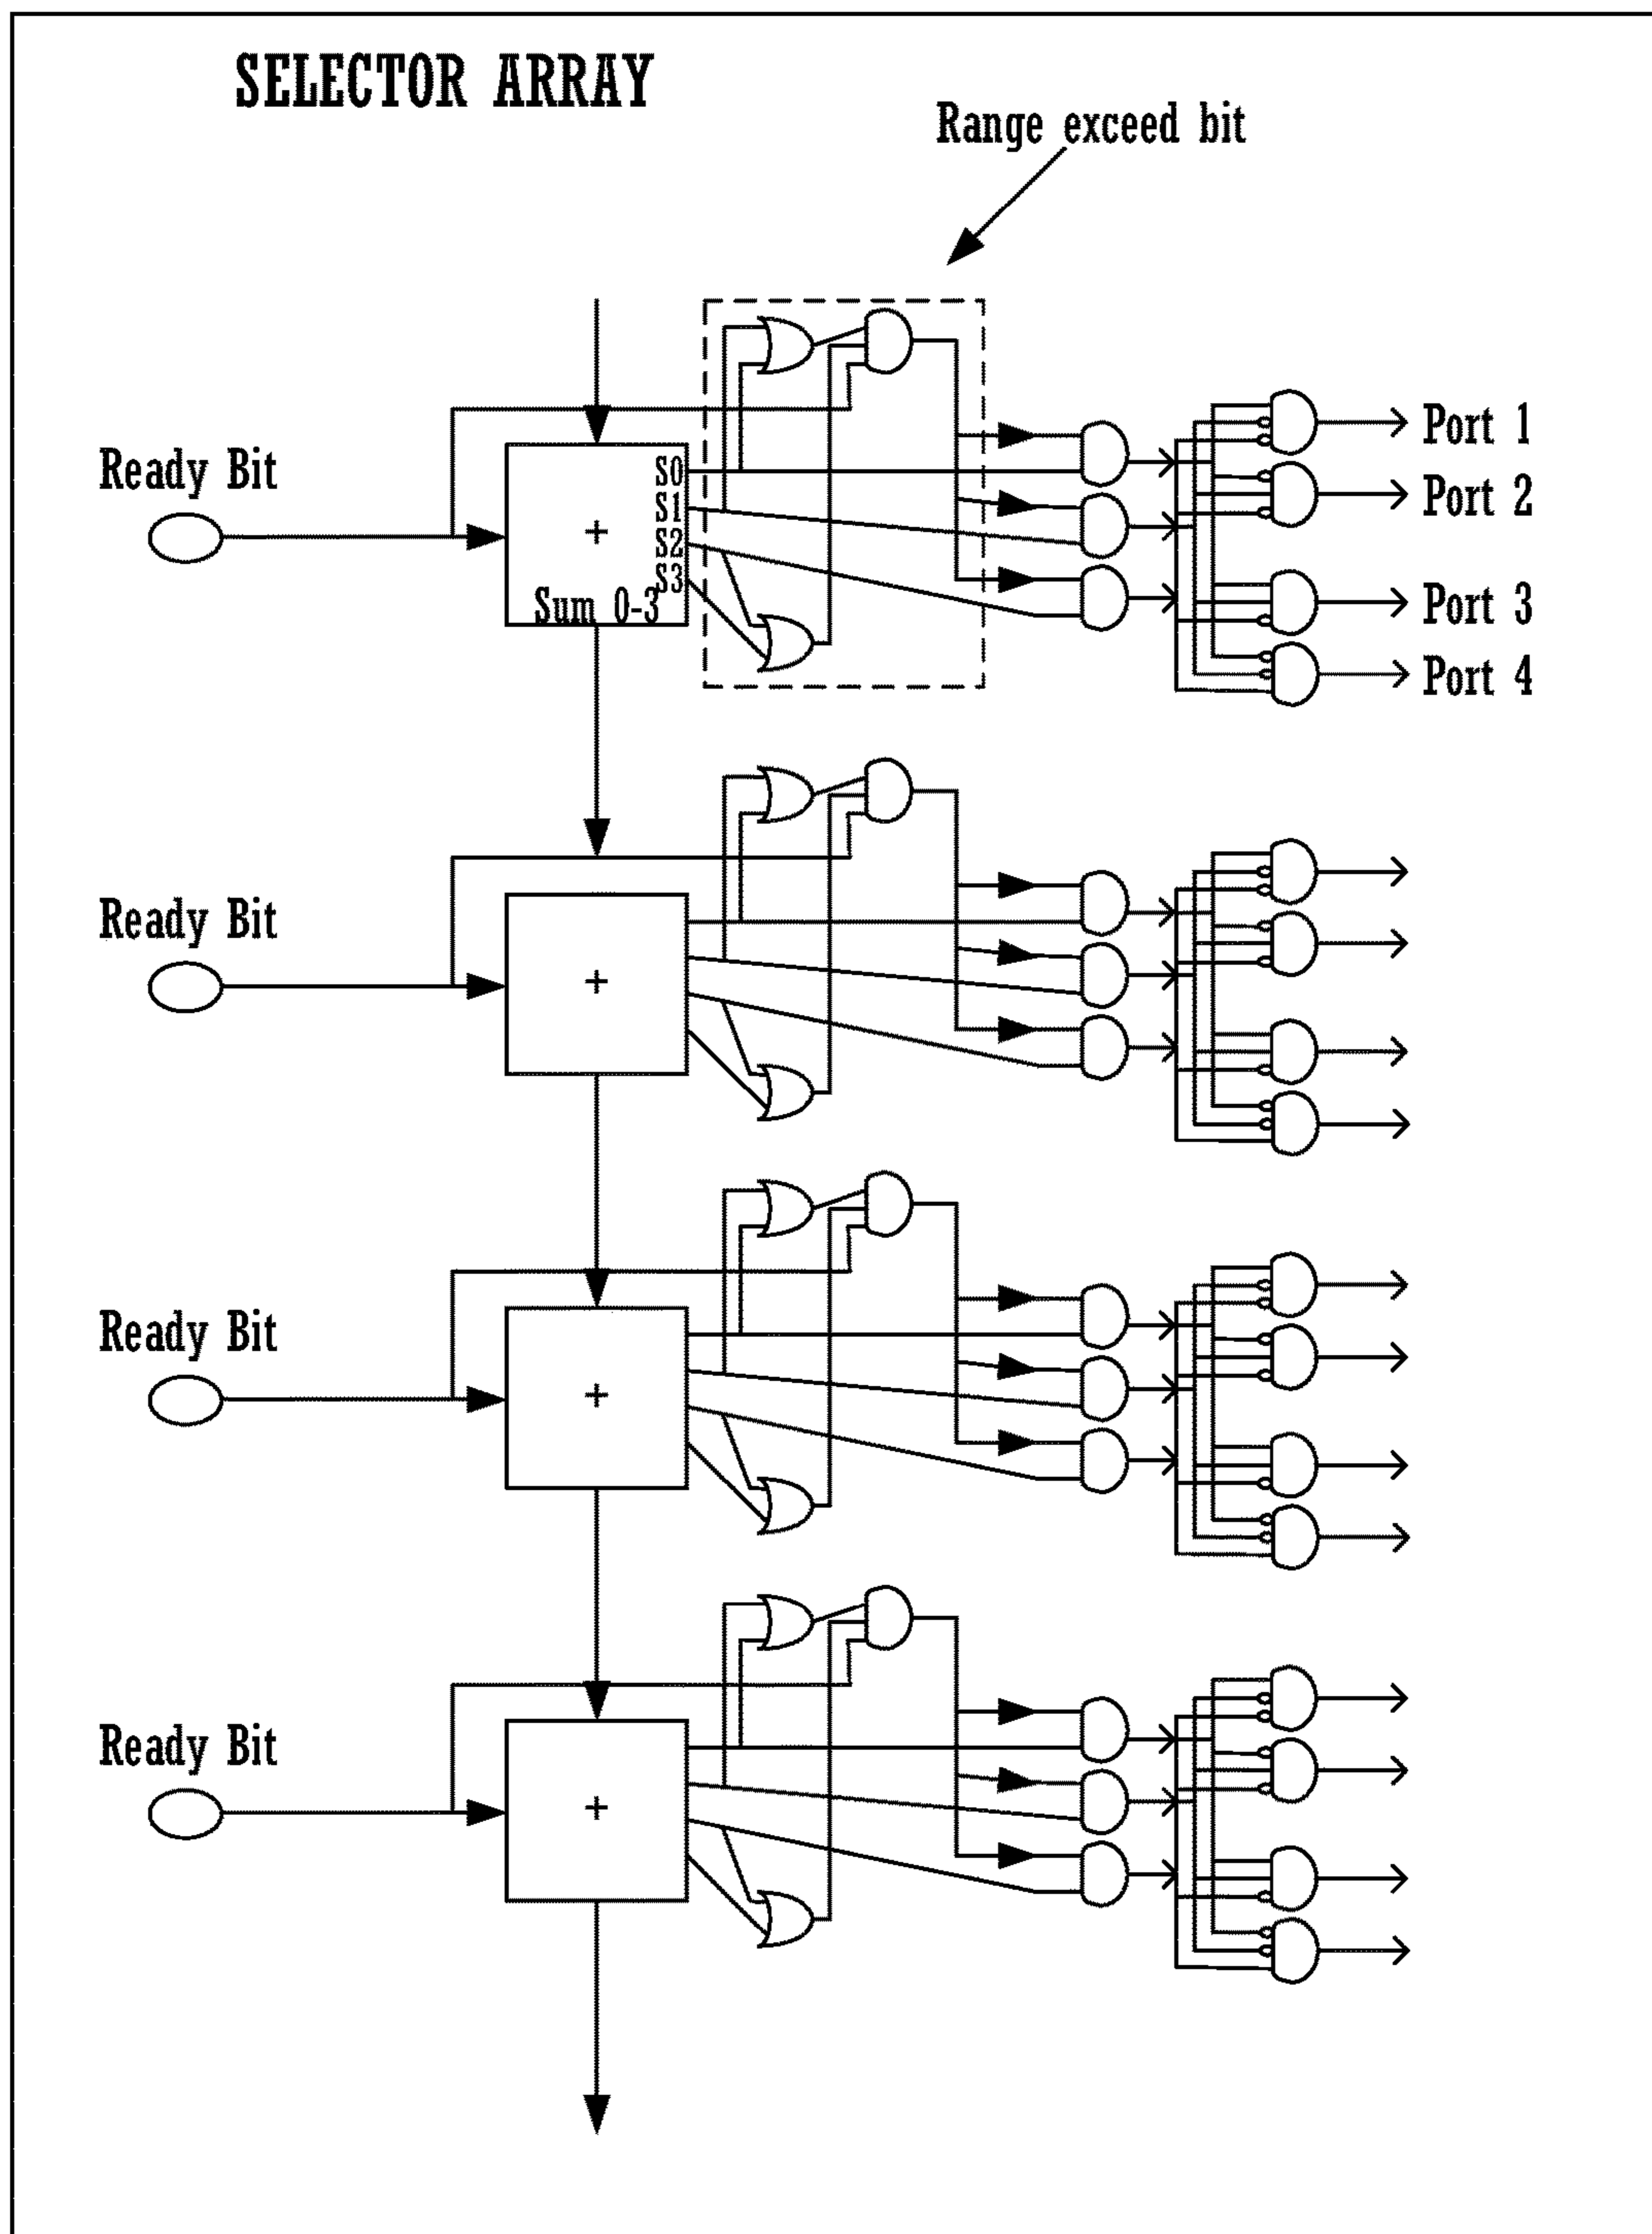 SELECTOR ARRAY
Range exceed bit
Ready Bit
S0
S1
S2
S3
+
Sum 0-3
Port 1
Port 2
Port 3
Port 4
Ready Bit
+
Ready Bit
+
Ready Bit
+